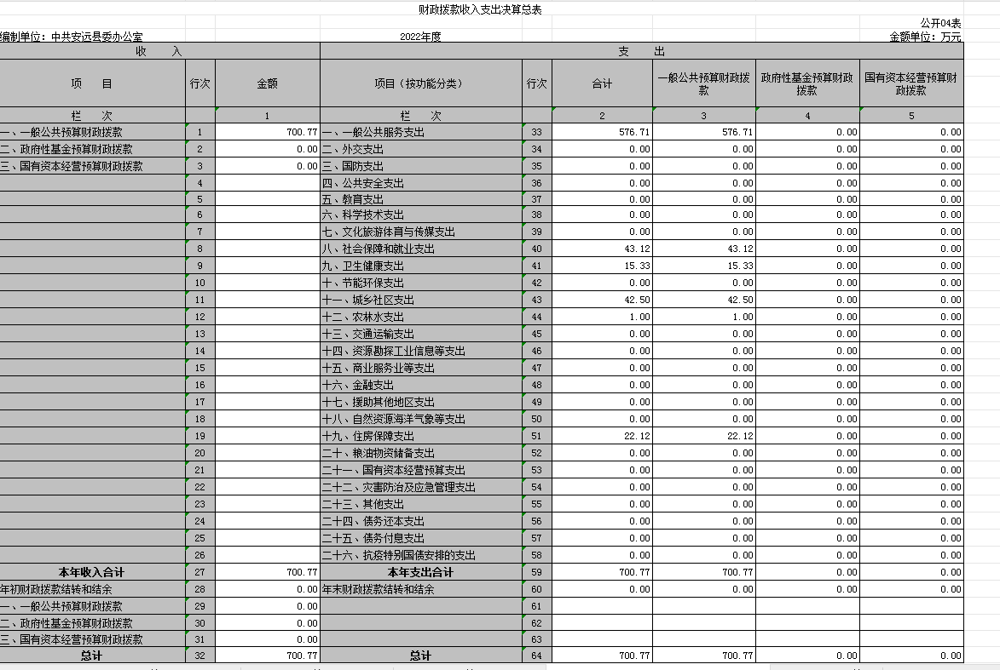 财政拨款收入支出决算总表
公开04表
编制单位：中共安远县委办公室 2022年度 金额单位：万元
收 入 支 出
项 目 行次 金额 项目（按功能分类） 行次 合计 一般公共预算财政拨款 政府性基金预算财政拨款 国有资本经营预算财政拨款
栏 次 1 栏 次 2 3 4 5
一、一般公共预算财政拨款 1 700.77 一、一般公共服务支出 33 576.71 576.71 0.00 0.00
二、政府性基金预算财政拨款 2 0.00 二、外交支出 34 0.00 0.00 0.00 0.00
三、国有资本经营预算财政拨款 3 0.00 三、国防支出 35 0.00 0.00 0.00 0.00
4 四、公共安全支出 36 0.00 0.00 0.00 0.00
5 五、教育支出 37 0.00 0.00 0.00 0.00
6 六、科学技术支出 38 0.00 0.00 0.00 0.00
7 七、文化旅游体育与传媒支出 39 0.00 0.00 0.00 0.00
8 八、社会保障和就业支出 40 43.12 43.12 0.00 0.00
9 九、卫生健康支出 41 15.33 15.33 0.00 0.00
10 十、节能环保支出 42 0.00 0.00 0.00 0.00
11 十一、城乡社区支出 43 42.50 42.50 0.00 0.00
12 十二、农林水支出 44 1.00 1.00 0.00 0.00
13 十三、交通运输支出 45 0.00 0.00 0.00 0.00
14 十四、资源勘探工业信息等支出 46 0.00 0.00 0.00 0.00
15 十五、商业服务业等支出 47 0.00 0.00 0.00 0.00
16 十六、金融支出 48 0.00 0.00 0.00 0.00
17 十七、援助其他地区支出 49 0.00 0.00 0.00 0.00
18 十八、自然资源海洋气象等支出 50 0.00 0.00 0.00 0.00
19 十九、住房保障支出 51 22.12 22.12 0.00 0.00
20 二十、粮油物资储备支出 52 0.00 0.00 0.00 0.00
21 二十一、国有资本经营预算支出 53 0.00 0.00 0.00 0.00
22 二十二、灾害防治及应急管理支出 54 0.00 0.00 0.00 0.00
23 二十三、其他支出 55 0.00 0.00 0.00 0.00
24 二十四、债务还本支出 56 0.00 0.00 0.00 0.00
25 二十五、债务付息支出 57 0.00 0.00 0.00 0.00
26 二十六、抗疫特别国债安排的支出 58 0.00 0.00 0.00 0.00
本年收入合计 27 700.77 本年支出合计 59 700.77 700.77 0.00 0.00
年初财政拨款结转和结余 28 0.00 年末财政拨款结转和结余 60 0.00 0.00 0.00 0.00
一、一般公共预算财政拨款 29 0.00 61
二、政府性基金预算财政拨款 30 0.00 62
三、国有资本经营预算财政拨款 31 0.00 63
总计 32 700.77 总计 64 700.77 700.77 0.00 0.00